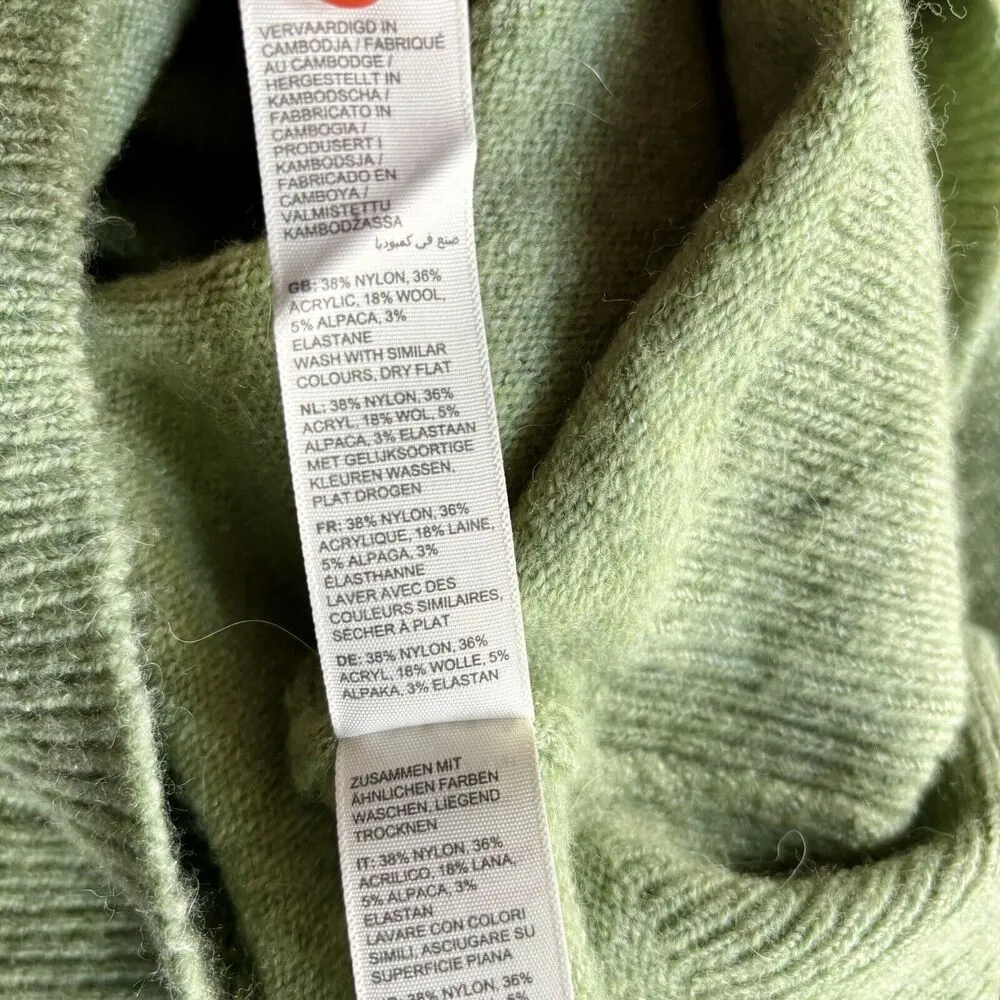 VERVAARDIGD IN
CAMBODJA / FABRIQUÉ
AU CAMBODGE /
HERGESTELLT IN
KAMBODSCHA /
FABBRICATO IN
CAMBOGIA /
PRODUSERT I
KAMBODSJA /
FABRICADO EN
CAMBOYA /
VALMISTETTU
KAMBODŽASSA
صنع في كمبوديا
GB: 38% NYLON, 36%
ACRYLIC, 18% WOOL,
5% ALPACA, 3%
ELASTANE
WASH WITH SIMILAR
COLOURS, DRY FLAT
NL: 38% NYLON, 36%
ACRYL, 18% WOL, 5%
ALPACA, 3% ELASTAAN
MET GELIJKSOORTIGE
KLEUREN WASSEN,
PLAT DROGEN
FR: 38% NYLON, 36%
ACRYLIQUE, 18% LAINE,
5% ALPAGA, 3%
ÉLASTHANNE
LAVER AVEC DES
COULEURS SIMILAIRES,
SÉCHER À PLAT
DE: 38% NYLON, 36%
ACRYL, 18% WOLLE, 5%
ALPAKA, 3% ELASTAN
ZUSAMMEN MIT
ÄHNLICHEN FARBEN
WASCHEN, LIEGEND
TROCKNEN
IT: 38% NYLON, 36%
ACRILICO, 18% LANA,
5% ALPACA, 3%
ELASTAN
LAVARE CON COLORI
SIMILI, ASCIUGARE SU
SUPERFICIE PIANA
38% NYLON, 36%
5%